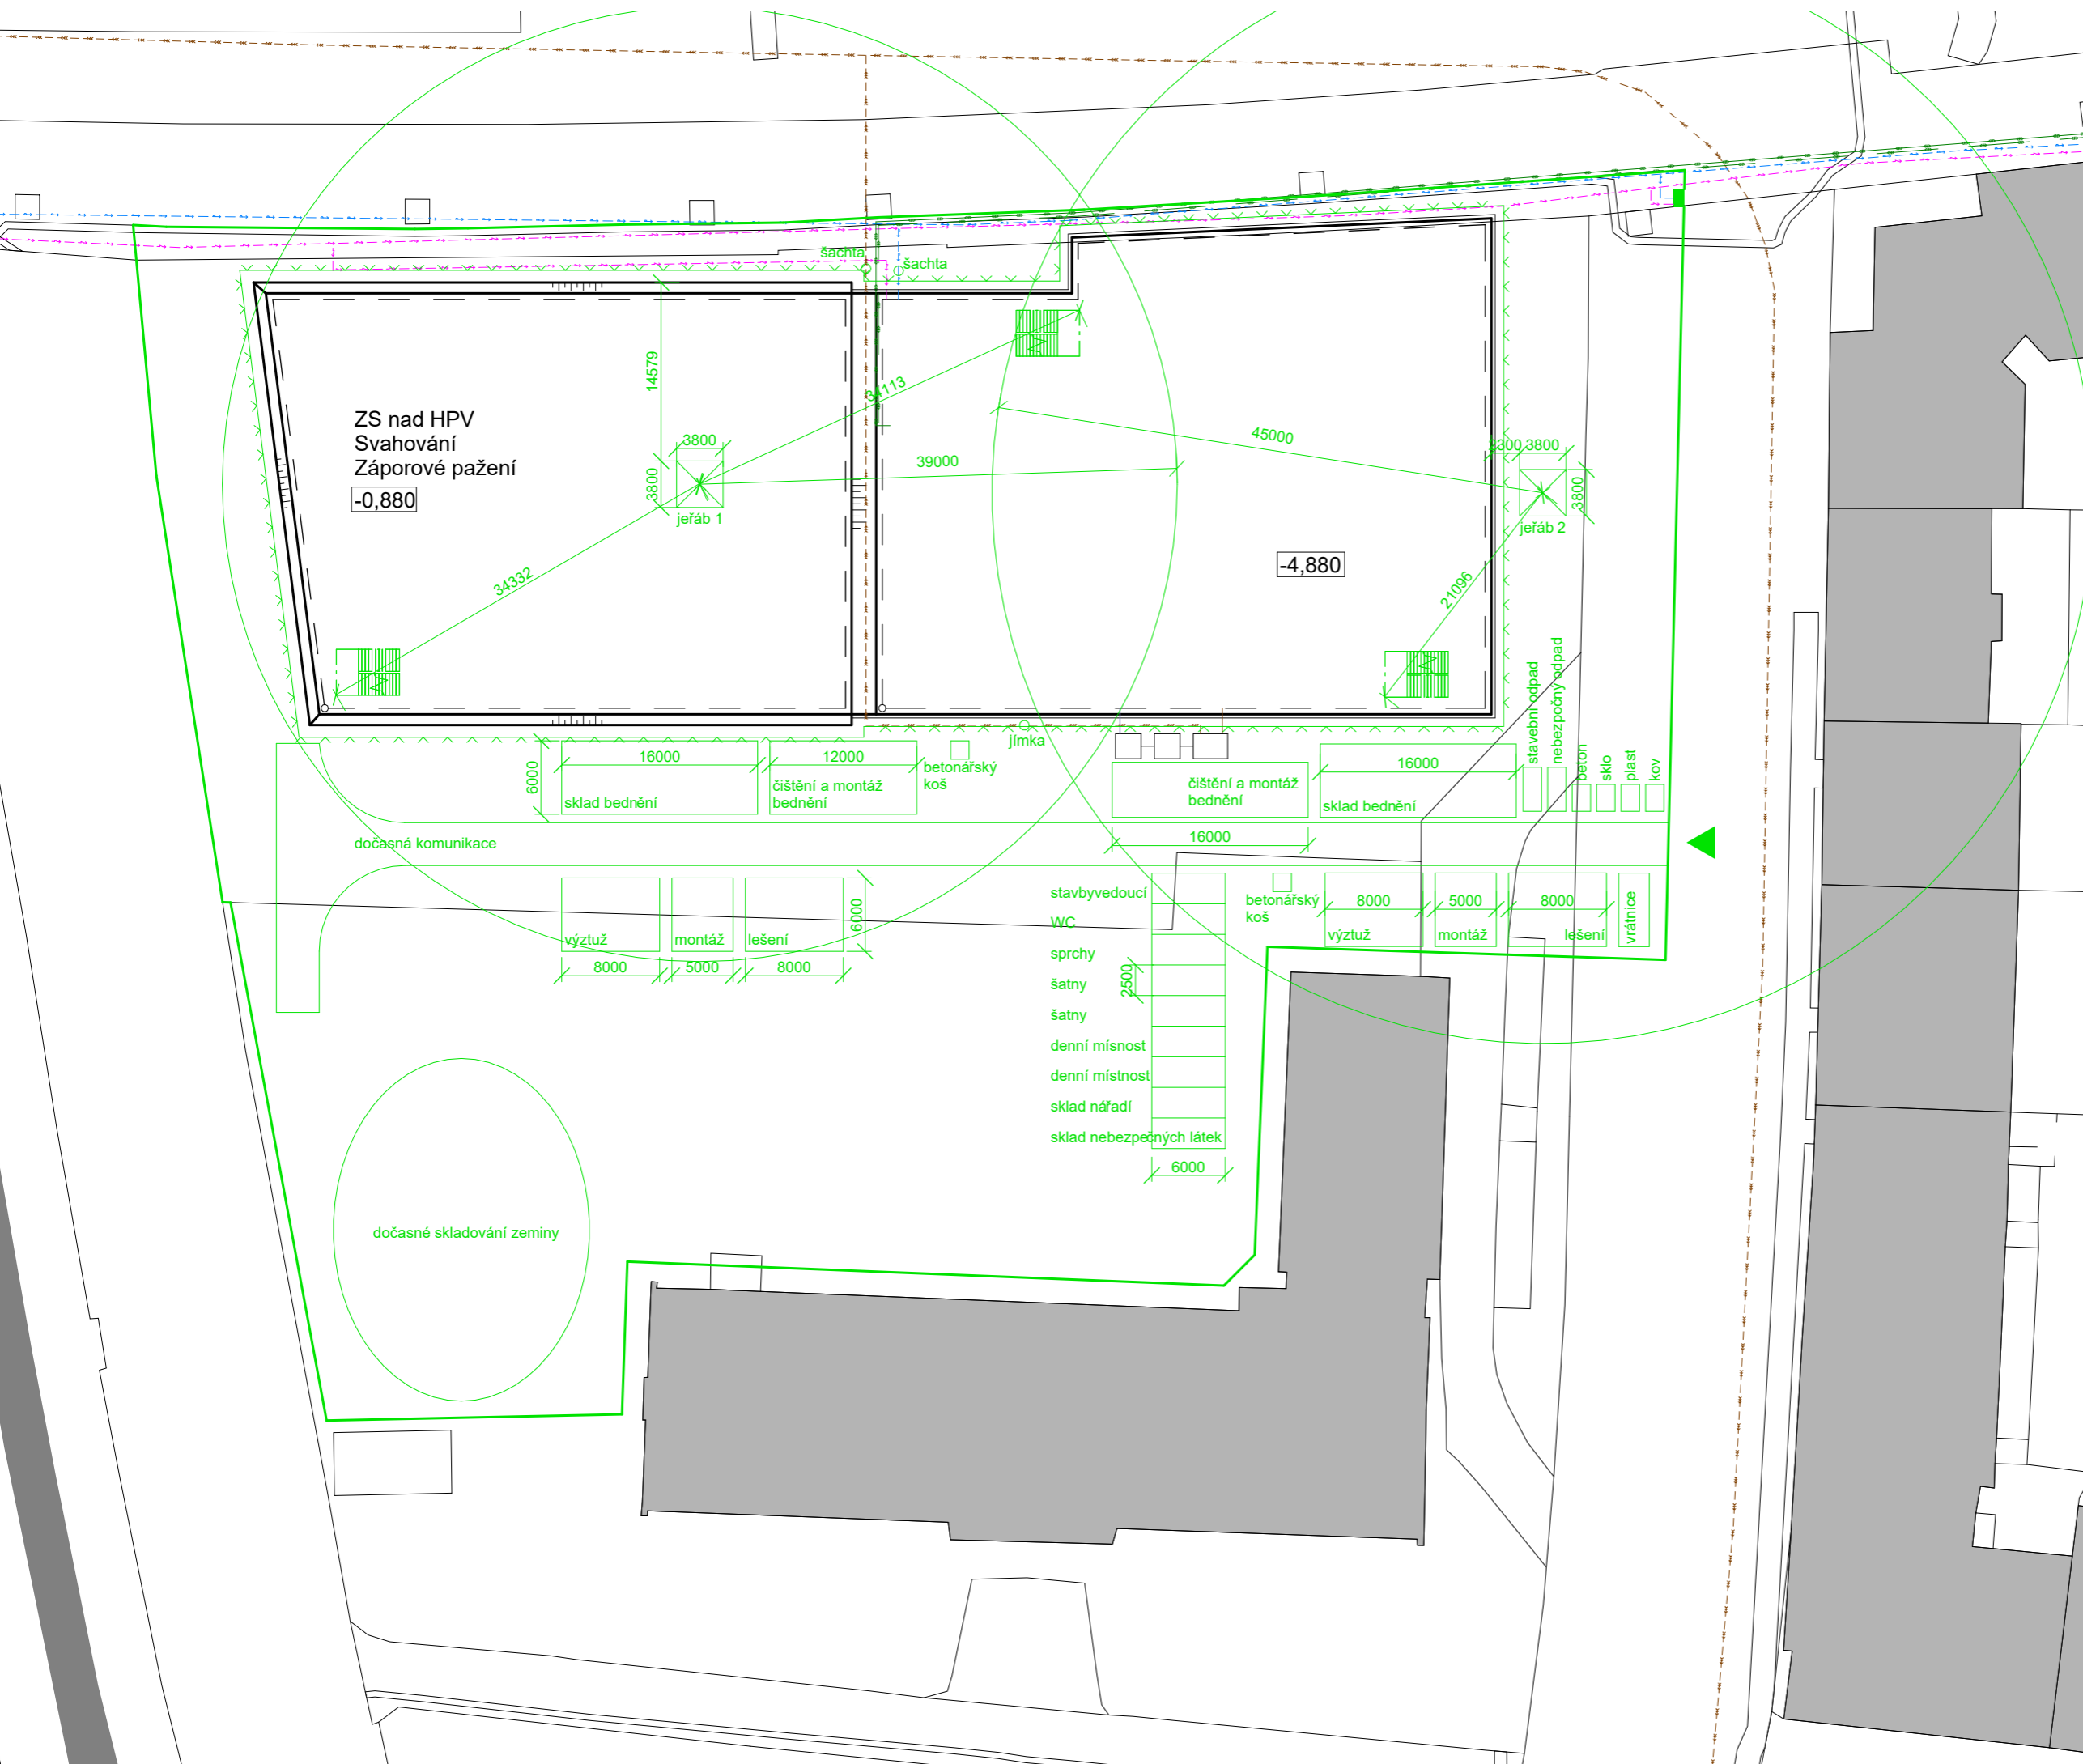 šachta
šachta
14579
34113
ZS nad HPV
Svahování
Záporové pažení
-0,880
3800
3800
jeřáb 1
39000
45000
3300
3800
3800
jeřáb 2
34332
-4,880
21096
stavební odpad
nebezpečný odpad
beton
sklo
plast
kov
jímka
6000
16000
sklad bednění
12000
čištění a montáž
bednění
betonářský
koš
čištění a montáž
bednění
16000
16000
sklad bednění
dočasná komunikace
výztuž
montáž
lešení
6000
8000
5000
8000
stavbyvedoucí
WC
sprchy
šatny
šatny
denní mísnost
denní místnost
sklad nářadí
sklad nebezpečných látek
2500
6000
betonářský
koš
8000
výztuž
5000
montáž
8000
lešení
vrátnice
dočasné skladování zeminy